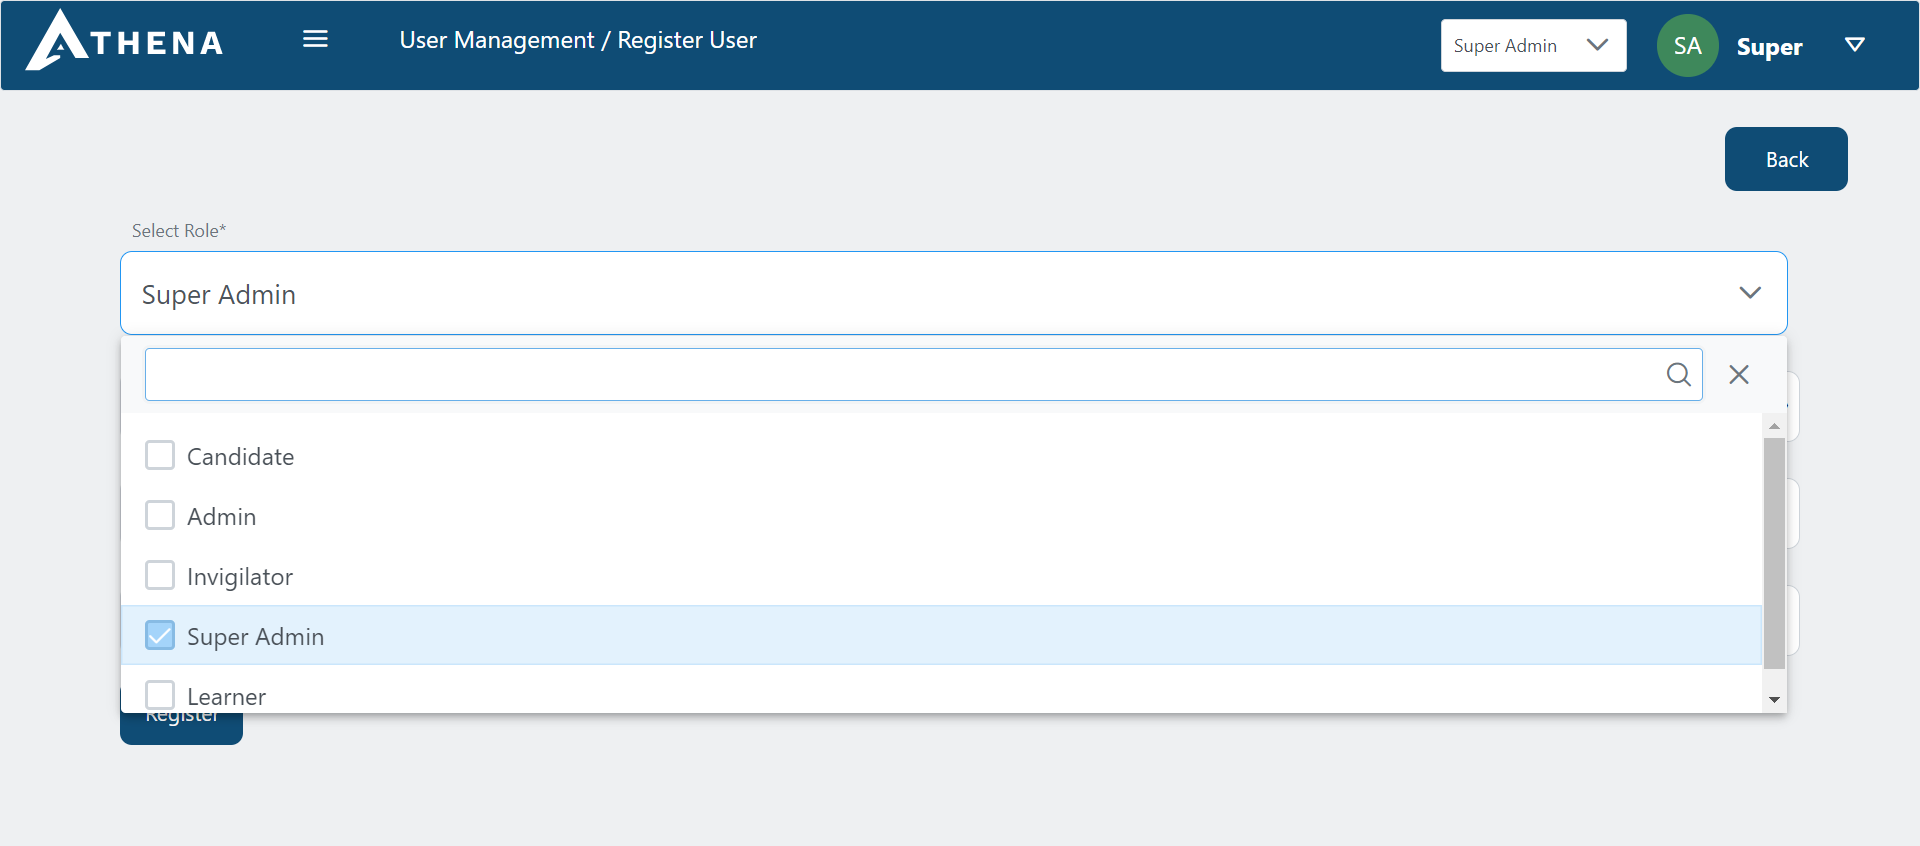 ATHENA
User Management / Register User
Super Admin
SA
Super
Back
Select Role*
Super Admin
Candidate
Admin
Invigilator
Super Admin
Learner
Register